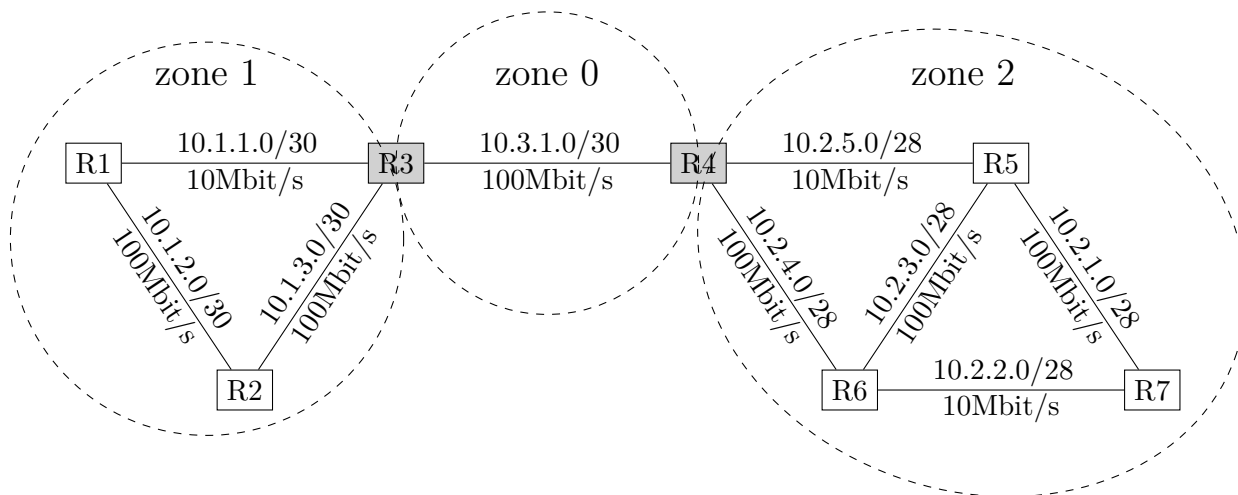 zone 1
zone 0
zone 2
10.1.1.0/30
10.3.1.0/30
10.2.5.0/28
R1
R3
R4
R5
10Mbit/s
100Mbit/s
10Mbit/s
10.1.2.0/30
100Mbit/s
10.1.3.0/30
100Mbit/s
10.2.4.0/28
100Mbit/s
10.2.3.0/28
100Mbit/s
10.2.1.0/28
100Mbit/s
10.2.2.0/28
R2
R6
R7
10Mbit/s